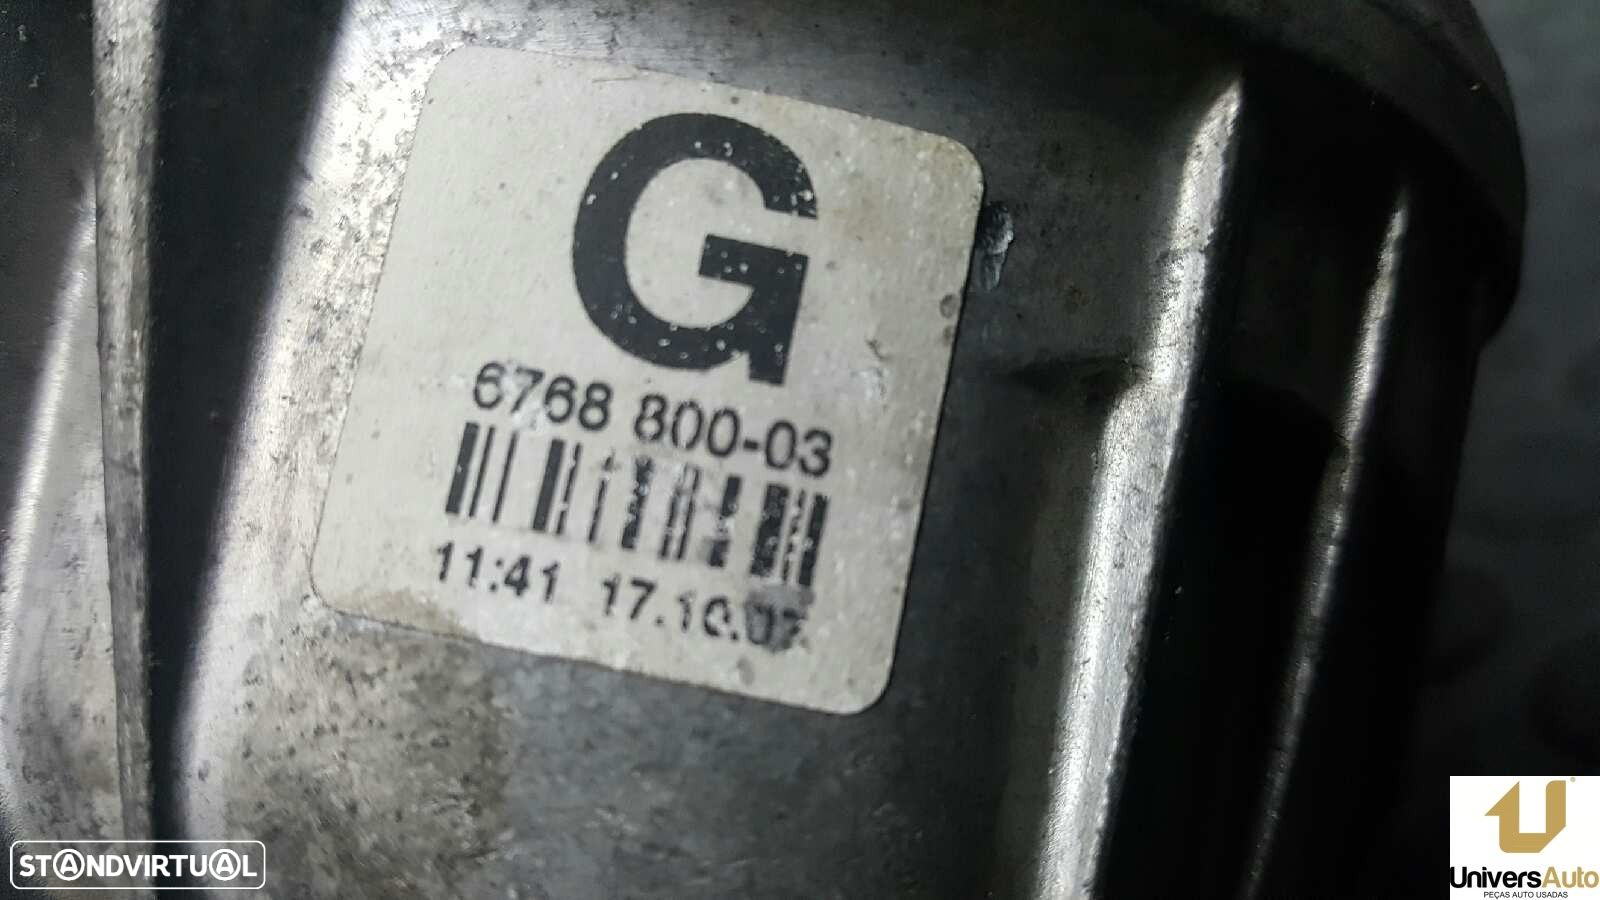 G
6768 800-03
11:41 17.10.07
STANDVIRTUAL
UniversAuto
PEÇAS AUTO USADAS